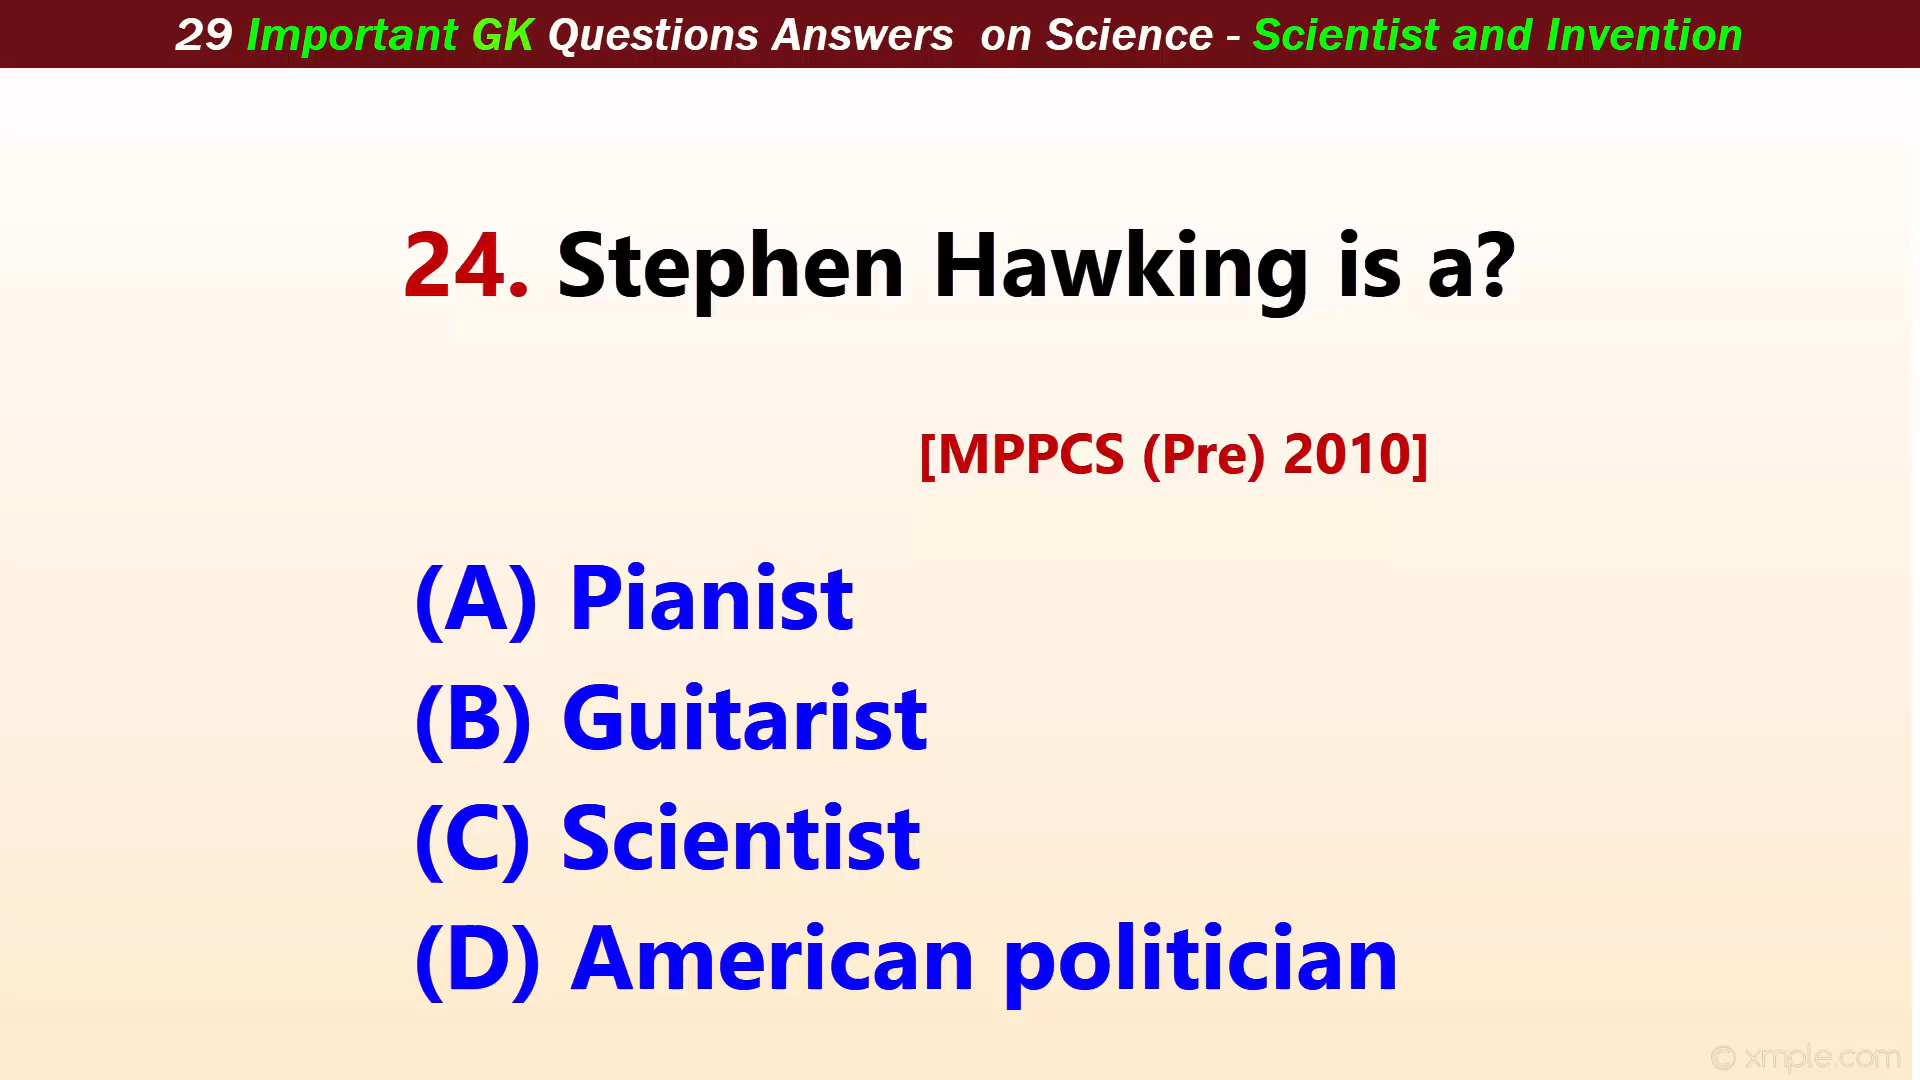 29 Important GK Questions Answers on Science - Scientist and Invention
24. Stephen Hawking is a?
[MPPCS (Pre) 2010]
(A) Pianist
(B) Guitarist
(C) Scientist
(D) American politician
© xmple.com